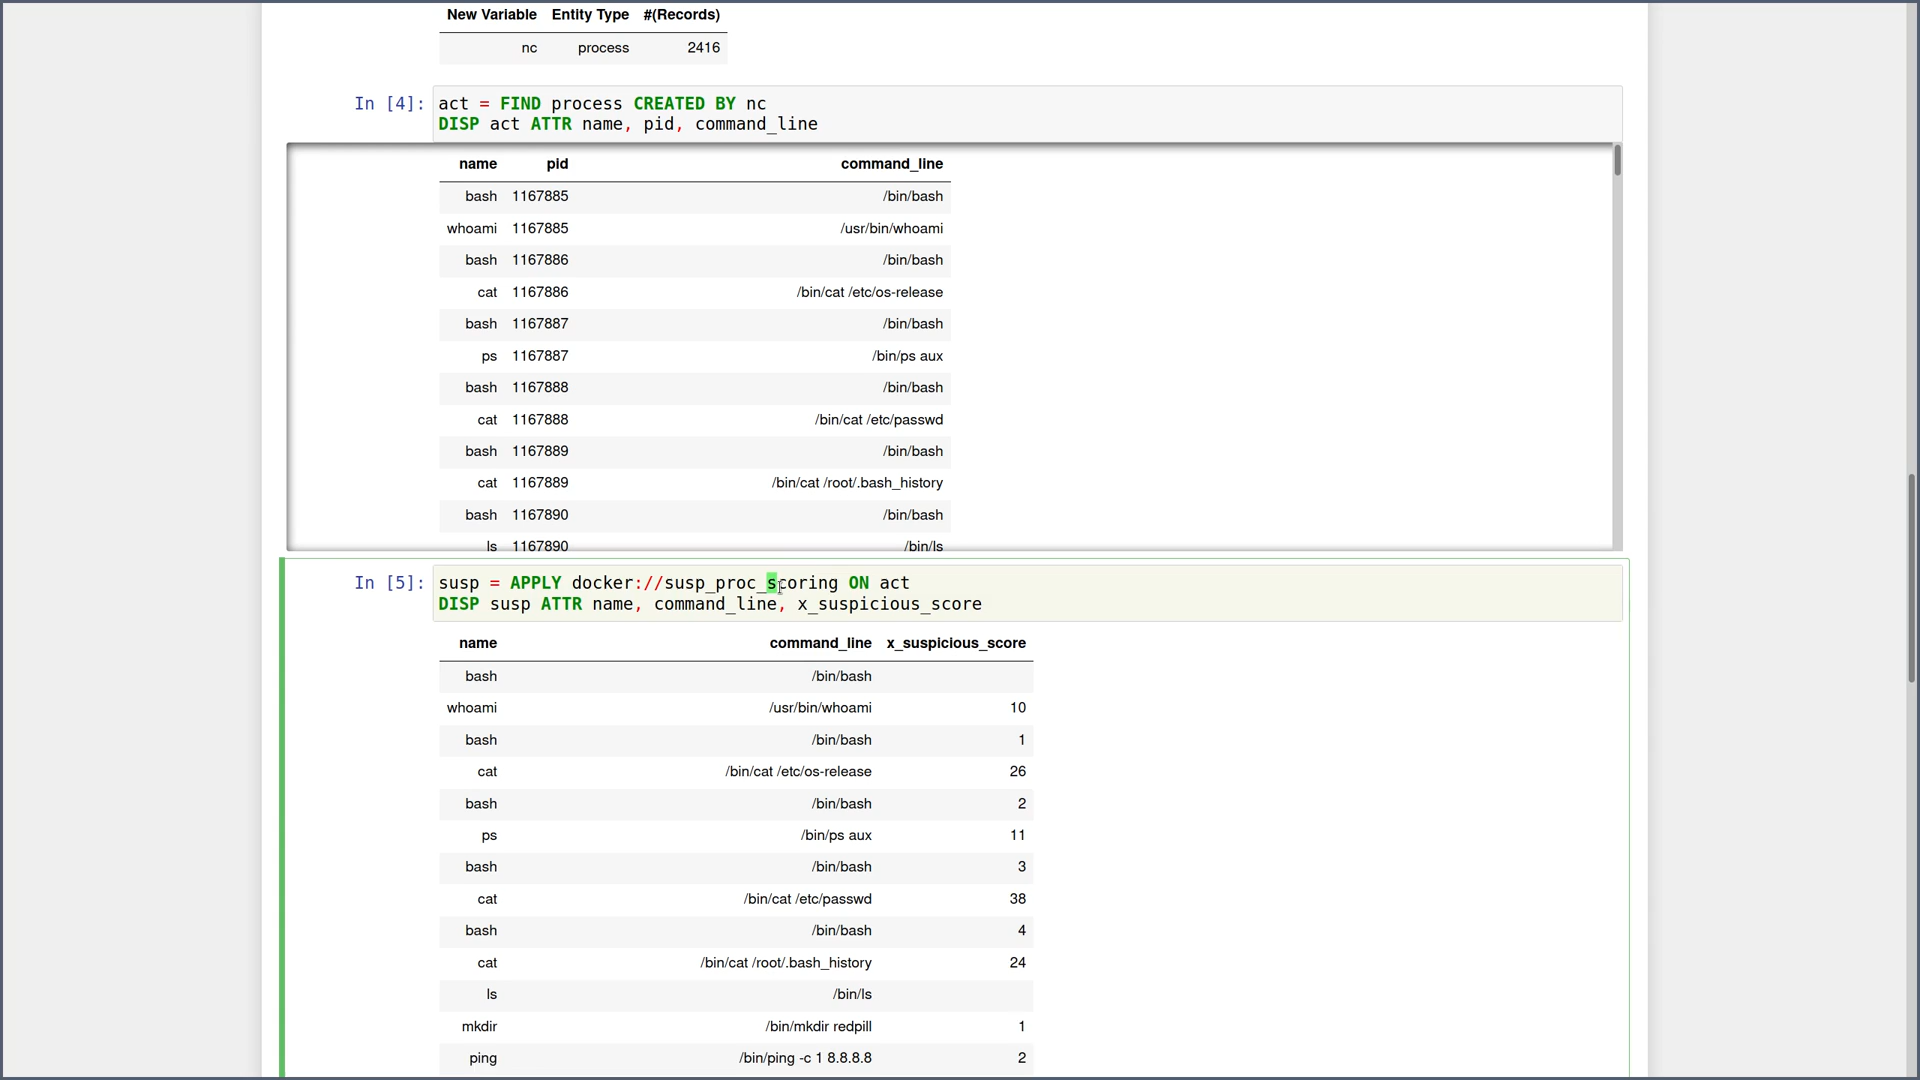 New Variable Entity Type #(Records)
nc process 2416
In [4]: act = FIND process CREATED BY nc
DISP act ATTR name, pid, command_line
name pid command_line
bash 1167885 /bin/bash
whoami 1167885 /usr/bin/whoami
bash 1167886 /bin/bash
cat 1167886 /bin/cat /etc/os-release
bash 1167887 /bin/bash
ps 1167887 /bin/ps aux
bash 1167888 /bin/bash
cat 1167888 /bin/cat /etc/passwd
bash 1167889 /bin/bash
cat 1167889 /bin/cat /root/.bash_history
bash 1167890 /bin/bash
ls 1167890 /bin/ls
In [5]: susp = APPLY docker://susp_proc_scoring ON act
DISP susp ATTR name, command_line, x_suspicious_score
name command_line x_suspicious_score
bash /bin/bash
whoami /usr/bin/whoami 10
bash /bin/bash 1
cat /bin/cat /etc/os-release 26
bash /bin/bash 2
ps /bin/ps aux 11
bash /bin/bash 3
cat /bin/cat /etc/passwd 38
bash /bin/bash 4
cat /bin/cat /root/.bash_history 24
ls /bin/ls
mkdir /bin/mkdir redpill 1
ping /bin/ping -c 1 8.8.8.8 2